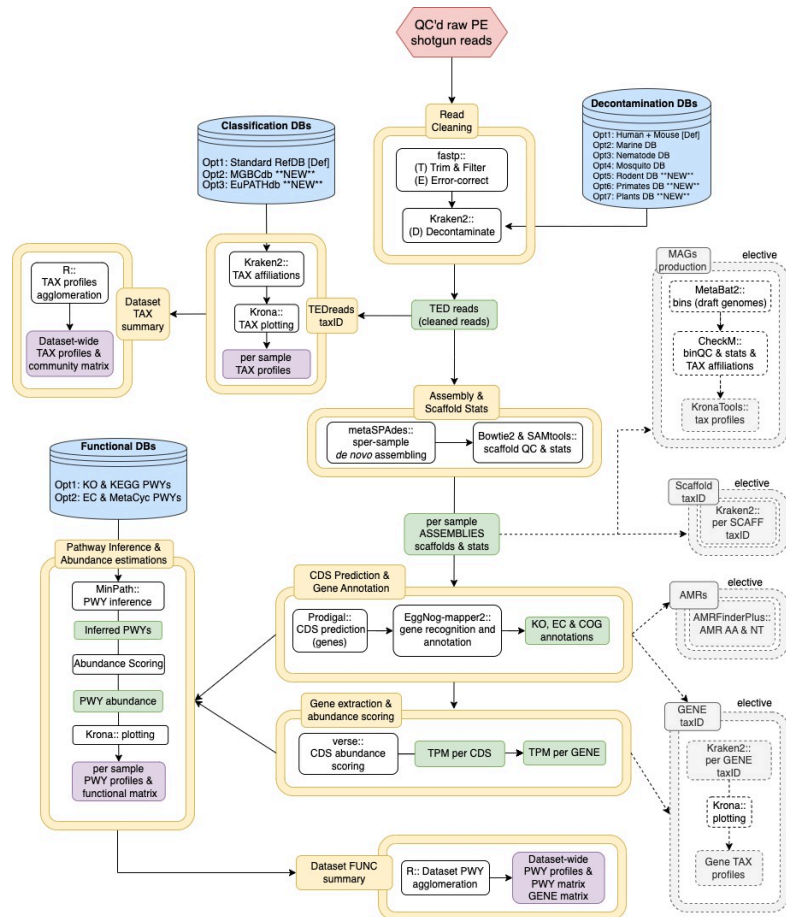 QC'd raw PE
shotgun reads
Classification DBs
Opt1: Standard RefDB [Def]
Opt2: MGBCdb **NEW**
Opt3: EuPATHdb **NEW**
Read
Cleaning
fastp::
(T) Trim & Filter
(E) Error-correct
Kraken2::
(D) Decontaminate
Decontamination DBs
Opt1: Human + Mouse [Def]
Opt2: Marine DB
Opt3: Nematode DB
Opt4: Mosquito DB
Opt5: Rodent DB **NEW**
Opt6: Primates DB **NEW**
Opt7: Plants DB **NEW**
R::
TAX profiles
agglomeration
Dataset-wide
TAX profiles &
community matrix
Dataset
TAX
summary
Kraken2::
TAX affiliations
Krona::
TAX plotting
per sample
TAX profiles
TEDreads
taxID
TED reads
(cleaned reads)
MAGs
production
elective
MetaBat2::
bins (draft genomes)
CheckM::
binQC & stats &
TAX affiliations
KronaTools::
tax profiles
Assembly &
Scaffold Stats
metaSPAdes::
sper-sample
de novo assembling
Bowtie2 & SAMtools::
scaffold QC & stats
Functional DBs
Opt1: KO & KEGG PWYs
Opt2: EC & MetaCyc PWYs
per sample
ASSEMBLIES
scaffolds & stats
Scaffold
taxID
elective
Kraken2::
per SCAFF
taxID
Pathway Inference &
Abundance estimations
MinPath::
PWY inference
Inferred PWYs
Abundance Scoring
PWY abundance
Krona:: plotting
per sample
PWY profiles &
functional matrix
CDS Prediction &
Gene Annotation
Prodigal::
CDS prediction
(genes)
EggNog-mapper2::
gene recognition and
annotation
KO, EC & COG
annotations
AMRs
elective
AMRFinderPlus::
AMR AA & NT
Gene extraction &
abundance scoring
verse::
CDS abundance
scoring
TPM per CDS
TPM per GENE
GENE
taxID
elective
Kraken2::
per GENE
taxID
Krona::
plotting
Gene TAX
profiles
Dataset FUNC
summary
R:: Dataset PWY
agglomeration
Dataset-wide
PWY profiles &
PWY matrix
GENE matrix